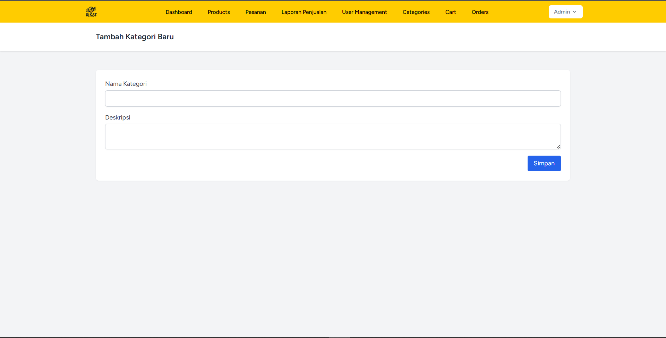 Dashboard Products Pesanan Laporan Penjualan User Management Categories Cart Orders Admin
Tambah Kategori Baru
Nama Kategori
Deskripsi
Simpan